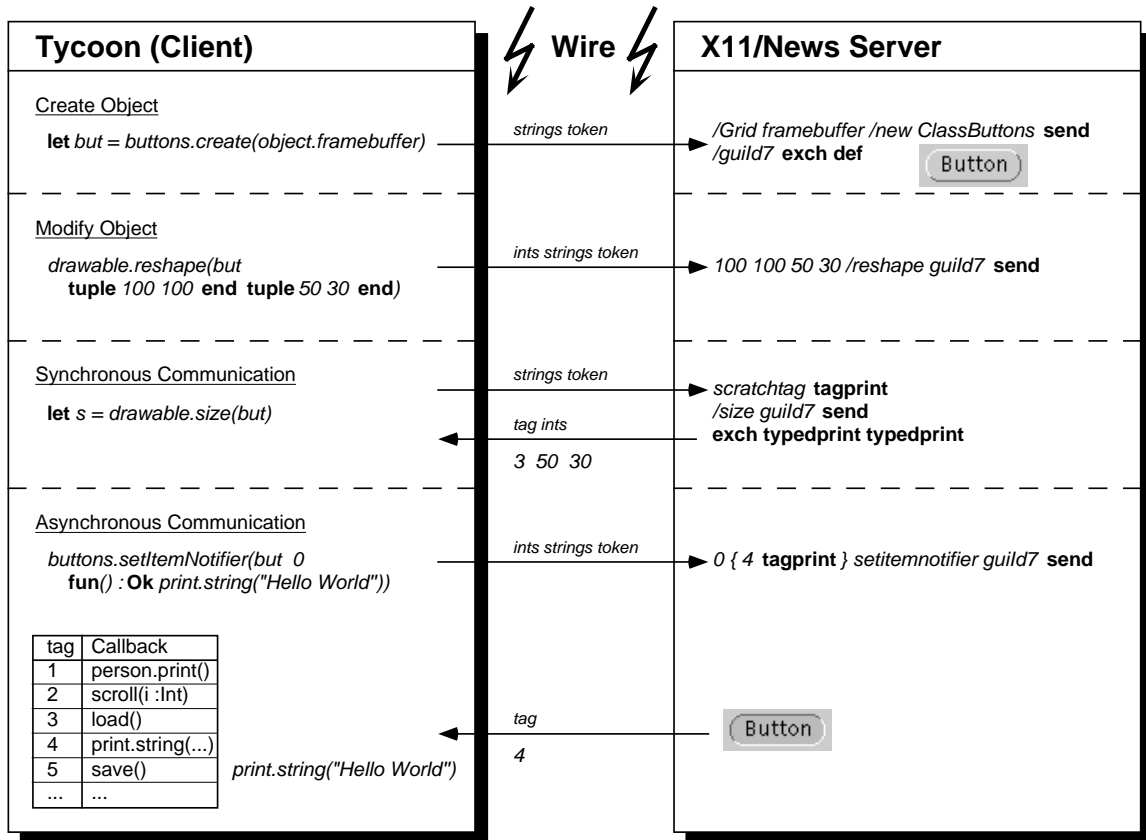 Tycoon (Client)
Wire
X11/News Server
Create Object
let but = buttons.create(object.framebuffer)
strings token
/Grid framebuffer /new ClassButtons send
/guild7 exch def
Button
Modify Object
drawable.reshape(but
tuple 100 100 end tuple 50 30 end)
ints strings token
100 100 50 30 /reshape guild7 send
Synchronous Communication
let s = drawable.size(but)
strings token
scratchtag tagprint
/size guild7 send
exch typedprint typedprint
tag ints
3 50 30
Asynchronous Communication
buttons.setItemNotifier(but 0
fun() : Ok print.string("Hello World"))
ints strings token
0 { 4 tagprint } setitemnotifier guild7 send
tag Callback
1 person.print()
2 scroll(i :Int)
3 load()
4 print.string(...)
5 save()
... ...
print.string("Hello World")
tag
4
Button